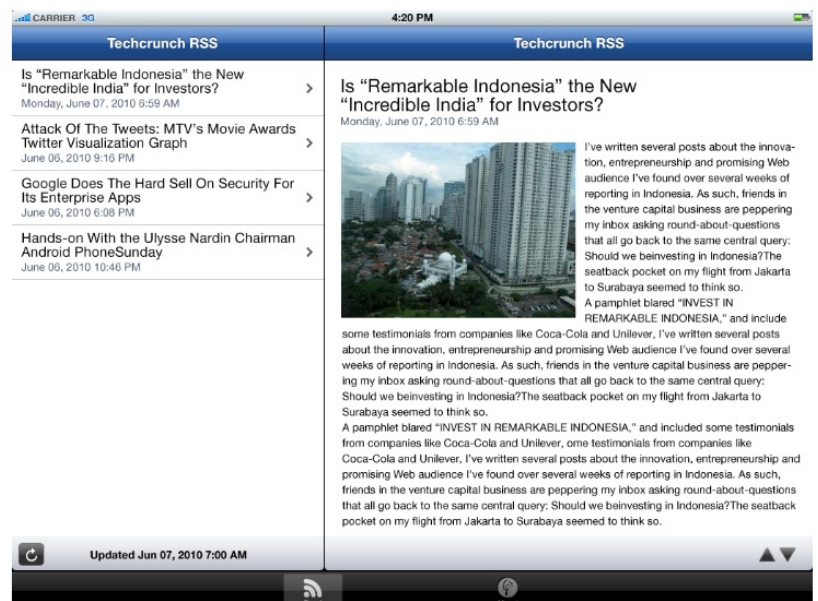 CARRIER 3G
4:20 PM
Techcrunch RSS
Is “Remarkable Indonesia” the New
“Incredible India” for Investors?
Monday, June 07, 2010 6:59 AM
Attack Of The Tweets: MTV’s Movie Awards
Twitter Visualization Graph
June 06, 2010 9:16 PM
Google Does The Hard Sell On Security For
Its Enterprise Apps
June 06, 2010 6:08 PM
Hands-on With the Ulysse Nardin Chairman
Android PhoneSunday
June 06, 2010 10:46 PM
Updated Jun 07, 2010 7:00 AM
Techcrunch RSS
Is “Remarkable Indonesia” the New
“Incredible India” for Investors?
Monday, June 07, 2010 6:59 AM
I’ve written several posts about the innova-
tion, entrepreneurship and promising Web
audience I’ve found over several weeks of
reporting in Indonesia. As such, friends in
the venture capital business are peppering
my inbox asking round-about-questions
that all go back to the same central query:
Should we beinvesting in Indonesia?The
seatback pocket on my flight from Jakarta
to Surabaya seemed to think so.
A pamphlet blared “INVEST IN
REMARKABLE INDONESIA,” and include
some testimonials from companies like Coca-Cola and Unilever, I’ve written several posts
about the innovation, entrepreneurship and promising Web audience I’ve found over several
weeks of reporting in Indonesia. As such, friends in the venture capital business are pepper-
ing my inbox asking round-about-questions that all go back to the same central query:
Should we beinvesting in Indonesia?The seatback pocket on my flight from Jakarta to
Surabaya seemed to think so.
A pamphlet blared “INVEST IN REMARKABLE INDONESIA,” and included some testimonials
from companies like Coca-Cola and Unilever, ome testimonials from companies like
Coca-Cola and Unilever, I’ve written several posts about the innovation, entrepreneurship and
promising Web audience I’ve found over several weeks of reporting in Indonesia. As such,
friends in the venture capital business are peppering my inbox asking round-about-questions
that all go back to the same central query: Should we beinvesting in Indonesia?The seatback
pocket on my flight from Jakarta to Surabaya seemed to think so.